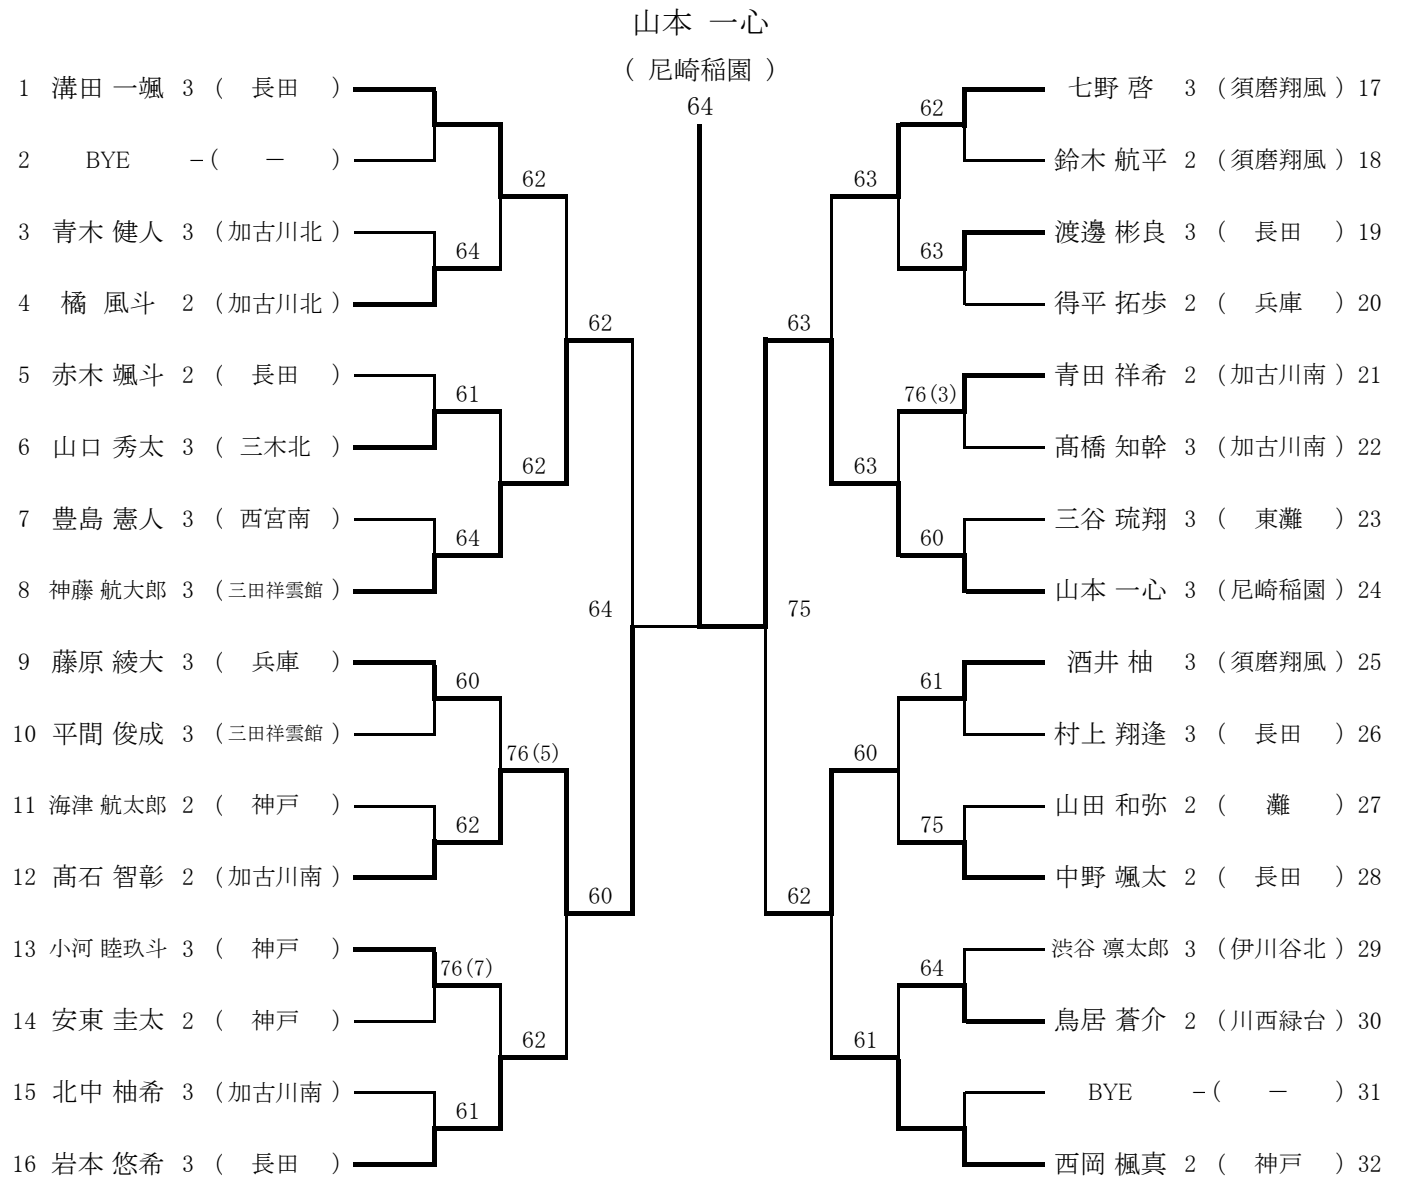 山本 一心
( 尼崎稲園 )
64
1 溝田 一颯 3 ( 長田 )
2 BYE －( － )
3 青木 健人 3 (加古川北)
4 橘 風斗 2 (加古川北)
5 赤木 颯斗 2 ( 長田 )
6 山口 秀太 3 ( 三木北 )
7 豊島 憲人 3 ( 西宮南 )
8 神藤 航大郎 3 (三田祥雲館)
9 藤原 綾大 3 ( 兵庫 )
10 平間 俊成 3 (三田祥雲館)
11 海津 航太郎 2 ( 神戸 )
12 髙石 智彰 2 (加古川南)
13 小河 睦玖斗 3 ( 神戸 )
14 安東 圭太 2 ( 神戸 )
15 北中 柚希 3 (加古川南)
16 岩本 悠希 3 ( 長田 )
64
61
64
60
62
76(7)
61
62
62
76(5)
62
62
60
64
75
63
62
63
63
60
61
62
63
76(3)
60
61
75
64
七野 啓 3 (須磨翔風) 17
鈴木 航平 2 (須磨翔風) 18
渡邊 彬良 3 ( 長田 ) 19
得平 拓歩 2 ( 兵庫 ) 20
青田 祥希 2 (加古川南) 21
髙橋 知幹 3 (加古川南) 22
三谷 琉翔 3 ( 東灘 ) 23
山本 一心 3 (尼崎稲園) 24
酒井 柚 3 (須磨翔風) 25
村上 翔逢 3 ( 長田 ) 26
山田 和弥 2 ( 灘 ) 27
中野 颯太 2 ( 長田 ) 28
渋谷 凛太郎 3 (伊川谷北) 29
鳥居 蒼介 2 (川西緑台) 30
BYE －( － ) 31
西岡 楓真 2 ( 神戸 ) 32